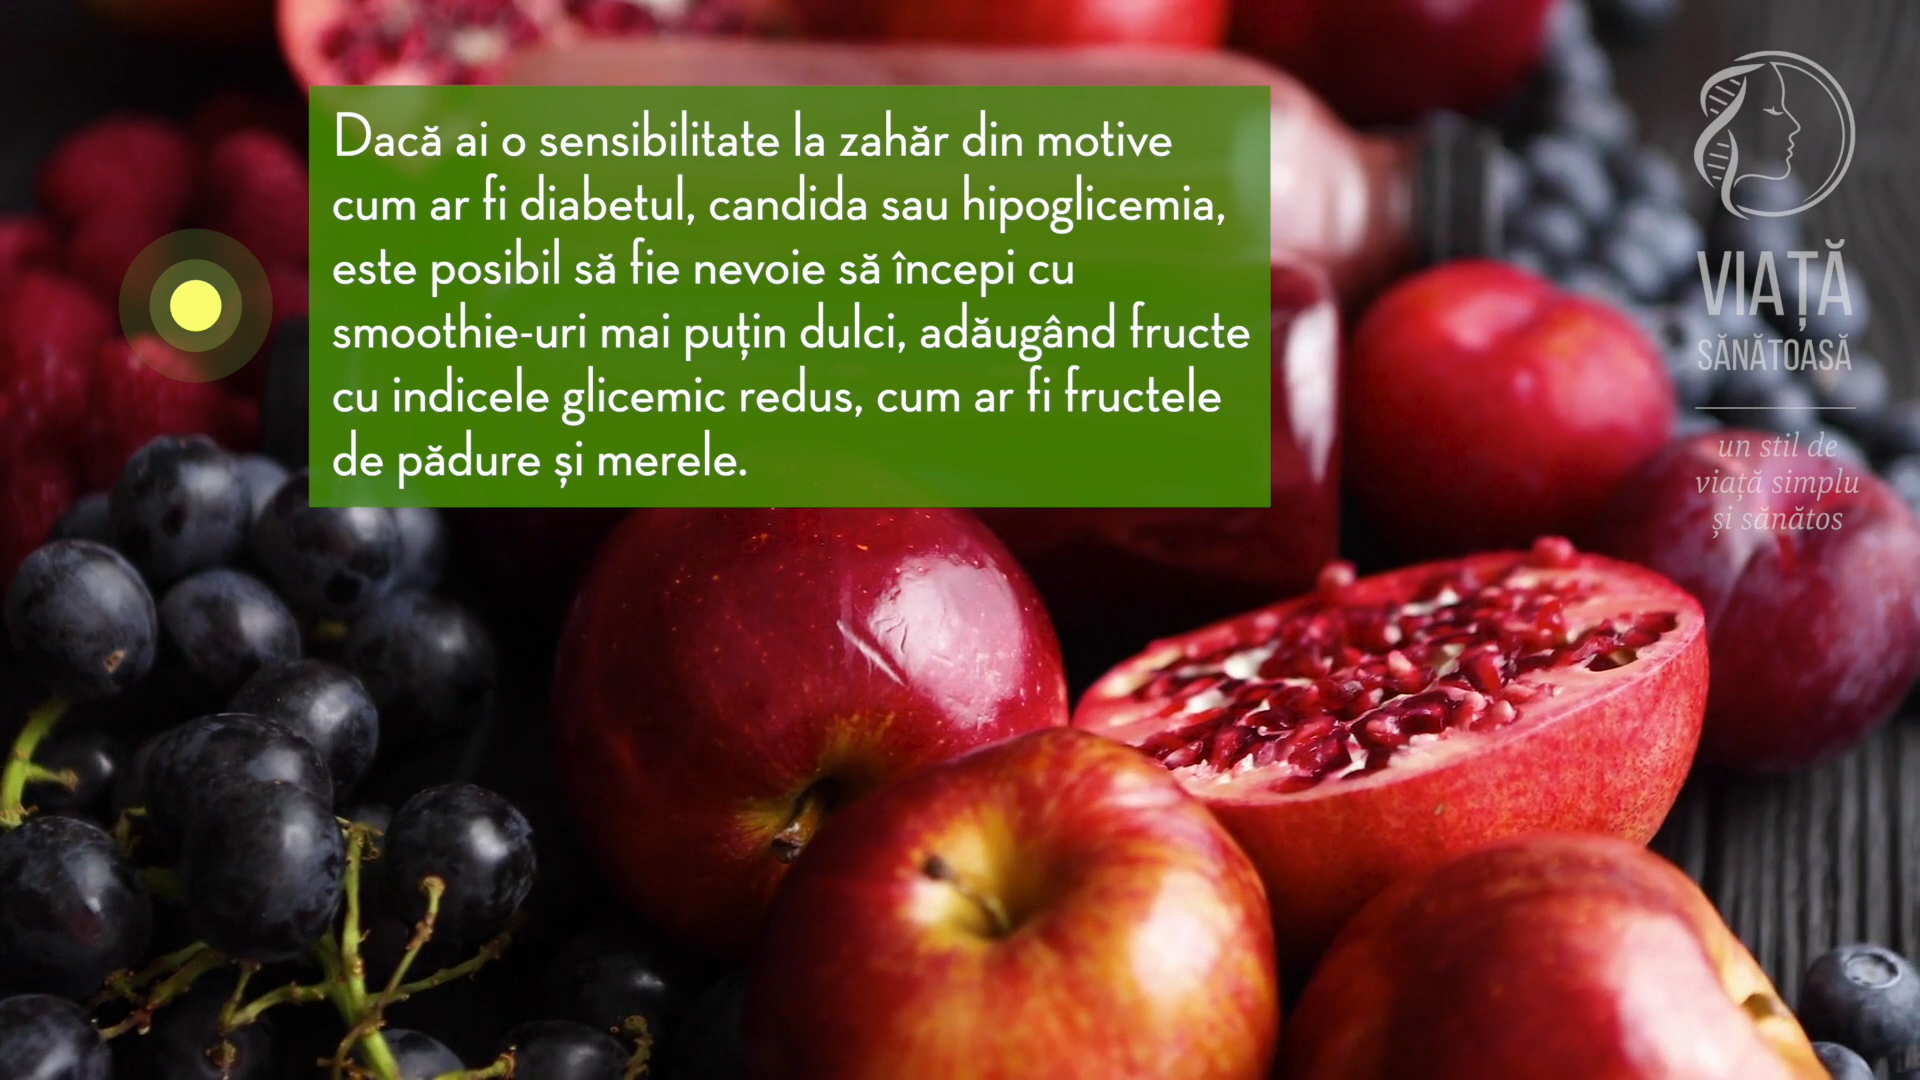 Dacă ai o sensibilitate la zahăr din motive
cum ar fi diabetul, candida sau hipoglicemia,
este posibil să fie nevoie să începi cu
smoothie-uri mai puțin dulci, adăugând fructe
cu indicele glicemic redus, cum ar fi fructele
de pădure și merele.
VIAȚĂ
SĂNĂTOASĂ
un stil de
viață simplu
și sănătos